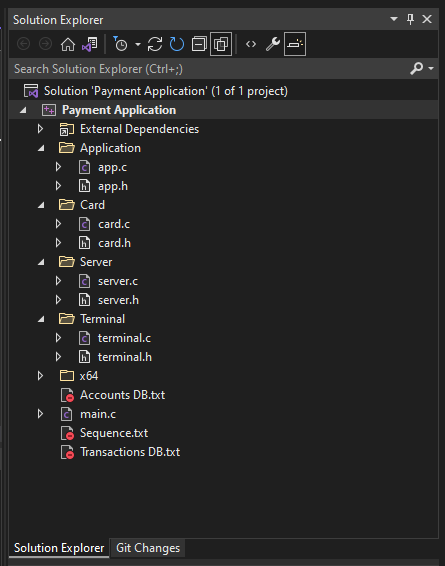 Solution Explorer
Search Solution Explorer (Ctrl+;)
Solution 'Payment Application' (1 of 1 project)
Payment Application
External Dependencies
Application
app.c
app.h
Card
card.c
card.h
Server
server.c
server.h
Terminal
terminal.c
terminal.h
x64
Accounts DB.txt
main.c
Sequence.txt
Transactions DB.txt
Solution Explorer Git Changes